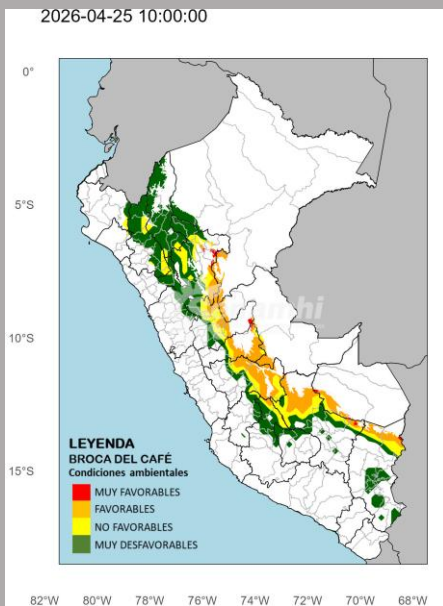 2026-04-25 10:00:00
0°
5°S
10°S
15°S
senamhi
LEYENDA
BROCA DEL CAFÉ
Condiciones ambientales
MUY FAVORABLES
FAVORABLES
NO FAVORABLES
MUY DESFAVORABLES
82°W 80°W 78°W 76°W 74°W 72°W 70°W 68°W